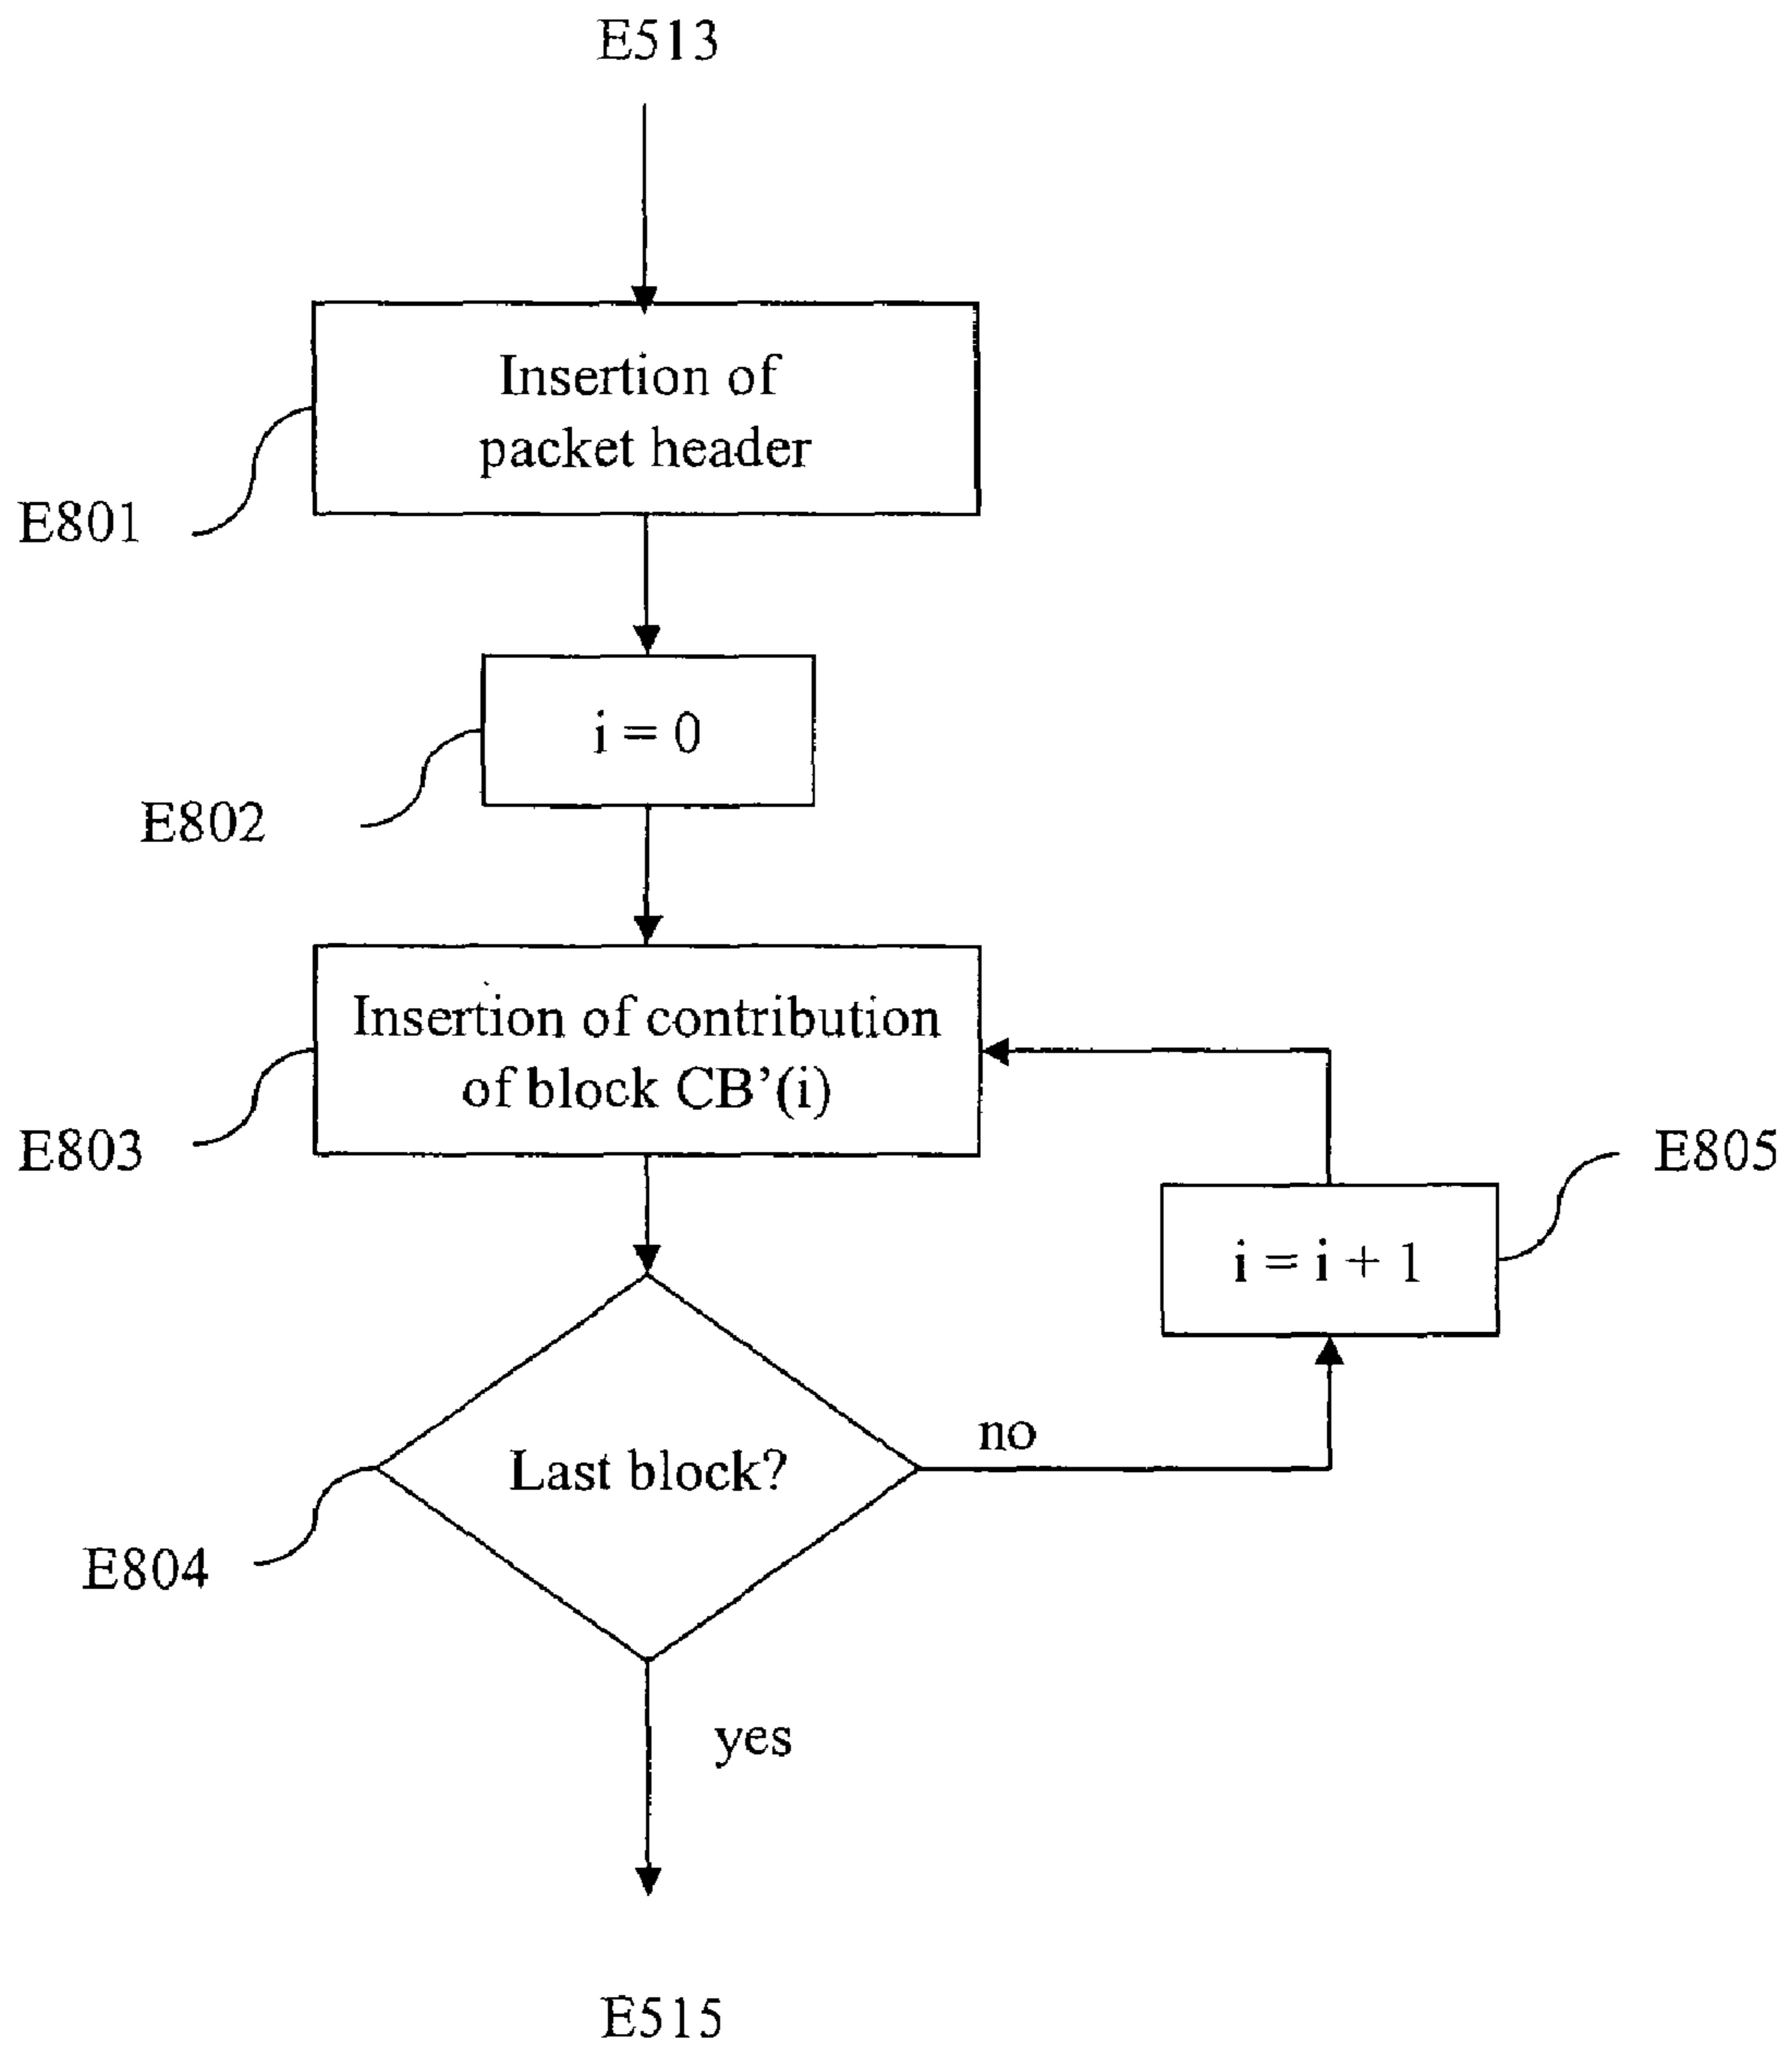 E513
Insertion of
packet header
E801
i = 0
E802
Insertion of contribution
of block CB’(i)
E803
E805
i = i + 1
no
Last block?
E804
yes
E515